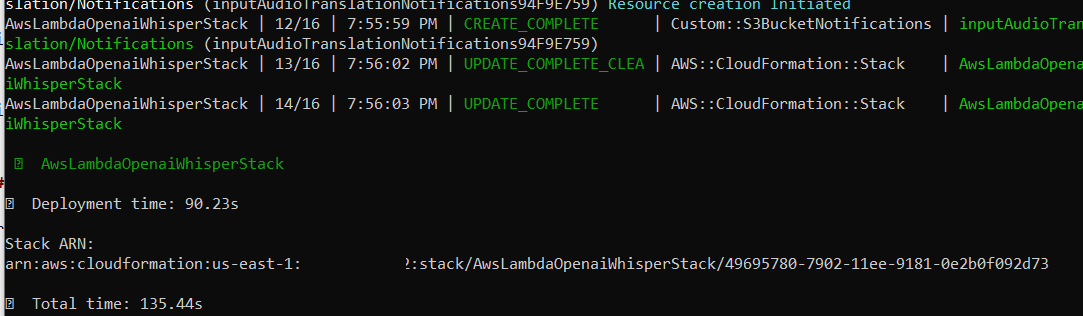 slation/Notifications (inputAudioTranslationNotifications94F9E759) Resource creation Initiated
AwsLambdaOpenaiWhisperStack | 12/16 | 7:55:59 PM | CREATE_COMPLETE | Custom::S3BucketNotifications | inputAudioTran
slation/Notifications (inputAudioTranslationNotifications94F9E759)
AwsLambdaOpenaiWhisperStack | 13/16 | 7:56:02 PM | UPDATE_COMPLETE_CLEA | AWS::CloudFormation::Stack | AwsLambdaOpena
iWhisperStack
AwsLambdaOpenaiWhisperStack | 14/16 | 7:56:03 PM | UPDATE_COMPLETE | AWS::CloudFormation::Stack | AwsLambdaOpena
iWhisperStack
AwsLambdaOpenaiWhisperStack
Deployment time: 90.23s
Stack ARN:
arn:aws:cloudformation:us-east-1: 2:stack/AwsLambdaOpenaiWhisperStack/49695780-7902-11ee-9181-0e2b0f092d73
Total time: 135.44s